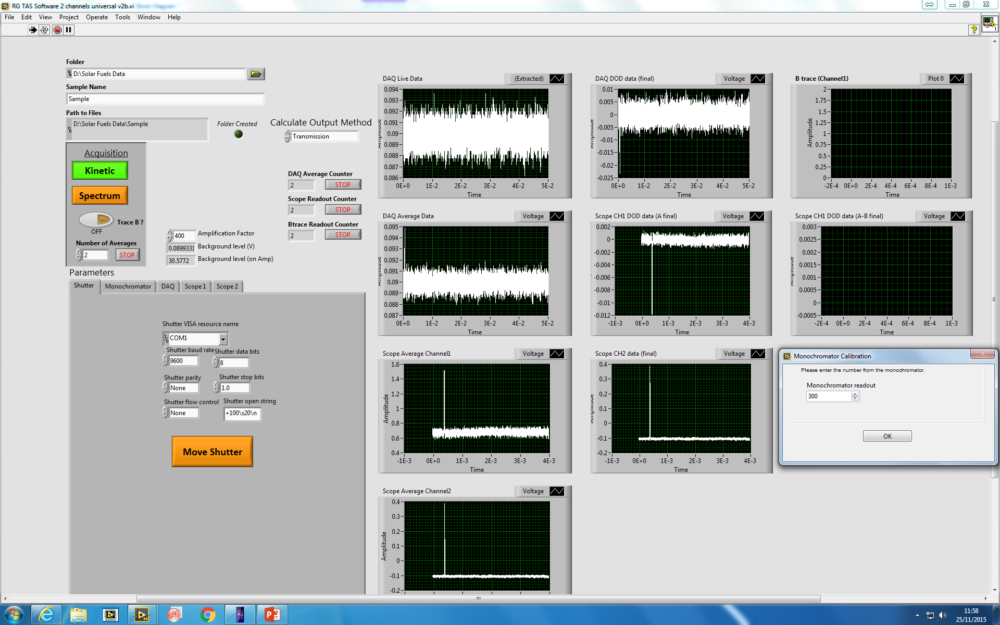 RG TAS Software 2 channels universal v2b.vi
File Edit View Project Operate Tools Window Help
Folder
D:\Solar Fuels Data
Sample Name
Sample
Path to Files
D:\Solar Fuels Data\Sample
Folder Created
Calculate Output Method
Transmission
Acquisition
Kinetic
Spectrum
OFF
Trace B ?
Number of Averages
2
STOP
DAQ Average Counter
2
STOP
Scope Readout Counter
2
STOP
Btrace Readout Counter
2
STOP
400 Amplification Factor
0.0899331 Background level (V)
30.5772 Background level (on Amp)
Parameters
Shutter Monochromator DAQ Scope 1 Scope 2
Shutter VISA resource name
COM1
Shutter baud rate Shutter data bits
9600 8
Shutter parity Shutter stop bits
None 1.0
Shutter flow control Shutter open string
None +100\s20\n
Move Shutter
DAQ Live Data (Extracted)
0.094
0.093
0.092
0.091
0.09
0.089
0.088
0.087
0.086
Amplitude
0E+0 1E-2 2E-2 3E-2 4E-2 5E-2
Time
DAQ DOD data (final) Voltage
0.01
0.005
0
-0.005
-0.01
-0.015
-0.02
-0.025
0E+0 1E-2 2E-2 3E-2 4E-2 5E-2
Time
B trace (Channel1) Plot 0
2
1.75
1.5
1.25
1
0.75
0.5
0.25
0
Amplitude
-2E-4 0E+0 2E-4 4E-4 6E-4 8E-4 1E-3
Time
DAQ Average Data Voltage
0.095
0.094
0.093
0.092
0.091
0.09
0.089
0.088
0.087
0E+0 1E-2 2E-2 3E-2 4E-2 5E-2
Time
Scope CH1 DOD data (A final) Voltage
0.002
0
-0.002
-0.004
-0.006
-0.008
-0.01
-0.012
-1E-3 0E+0 1E-3 2E-3 3E-3 4E-3
Time
Scope CH1 DOD data (A-B final) Voltage
0.003
0.0025
0.002
0.0015
0.001
0.0005
0
-0.0005
-2E-4 0E+0 2E-4 4E-4 6E-4 8E-4 1E-3
Time
Scope Average Channel1 Voltage
1.6
1.4
1.2
1
0.8
0.6
0.4
Amplitude
-1E-3 0E+0 1E-3 2E-3 3E-3 4E-3
Time
Scope CH2 data (final) Voltage
0.4
0.3
0.2
0.1
0
-0.1
-0.2
-1E-3 0E+0 1E-3 2E-3 3E-3 4E-3
Time
Monochromator Calibration
Please enter the number from the monochromator.
Monochromator readout
300
OK
Scope Average Channel2 Voltage
0.4
0.3
0.2
0.1
0
-0.1
-0.2
Amplitude
11:58
25/11/2015